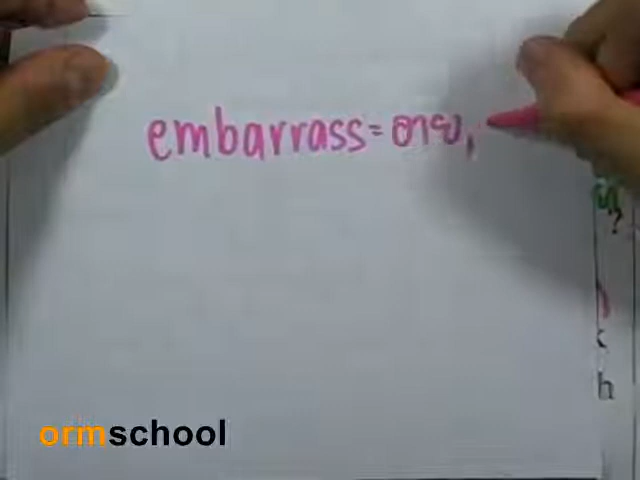 embarrass = อาย,
?
k
h
ormschool